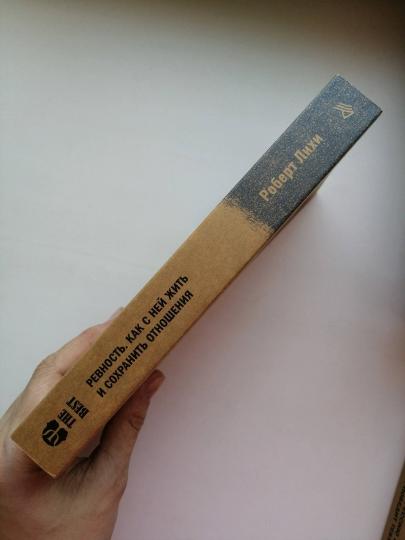 Роберт Лихи
РЕВНОСТЬ. КАК С НЕЙ ЖИТЬ
И СОХРАНИТЬ ОТНОШЕНИЯ
THE
BEST